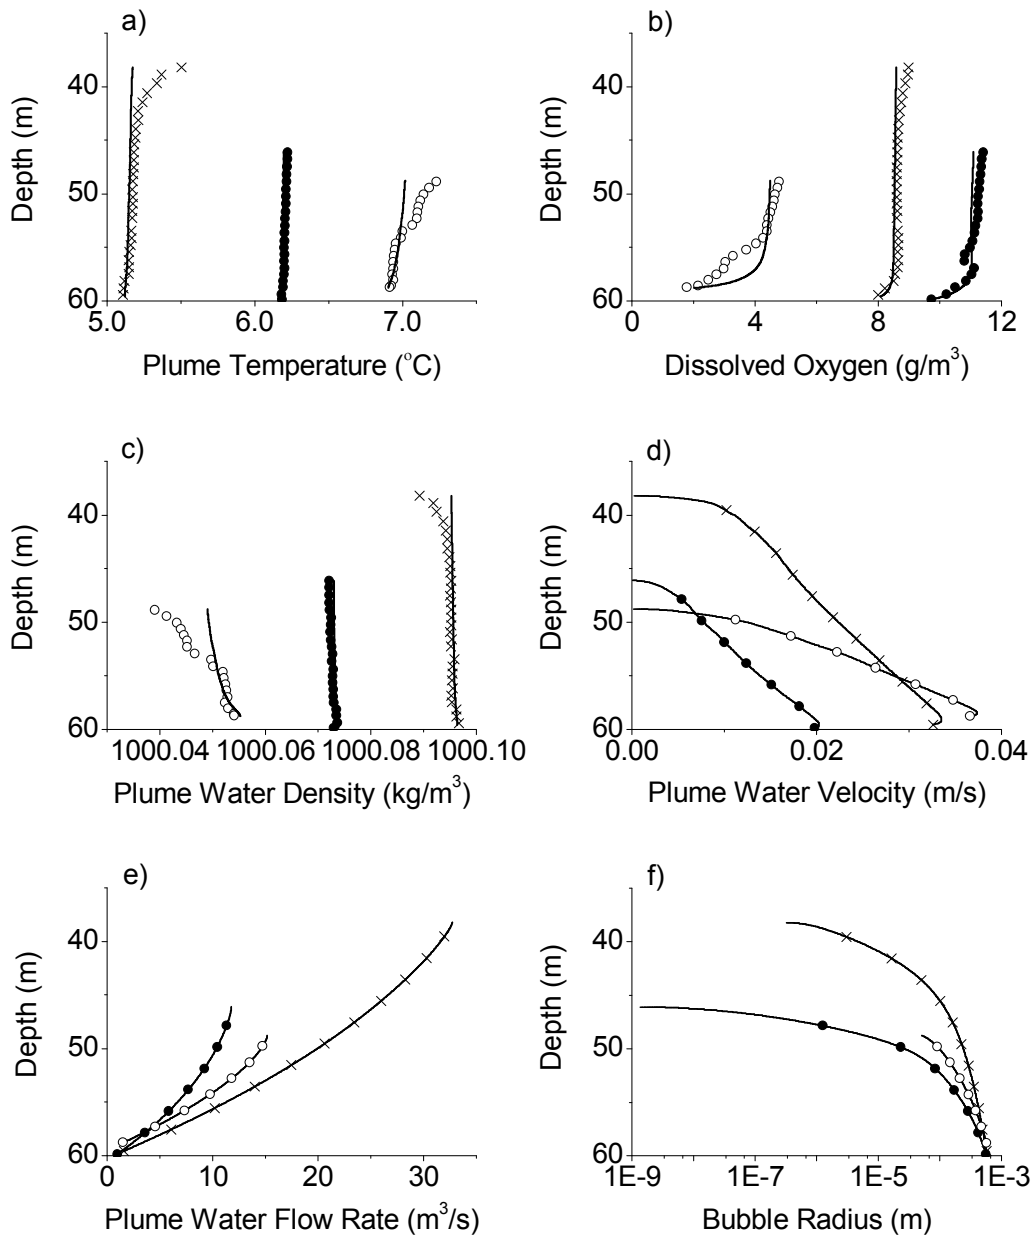 a)
40
50
60
5.0 6.0 7.0
Depth (m)
Plume Temperature (°C)
b)
40
50
60
0 4 8 12
Depth (m)
Dissolved Oxygen (g/m³)
c)
40
50
60
1000.04 1000.06 1000.08 1000.10
Depth (m)
Plume Water Density (kg/m³)
d)
40
50
60
0.00 0.02 0.04
Depth (m)
Plume Water Velocity (m/s)
e)
40
50
60
0 10 20 30
Depth (m)
Plume Water Flow Rate (m³/s)
f)
40
50
60
1E-9 1E-7 1E-5 1E-3
Depth (m)
Bubble Radius (m)